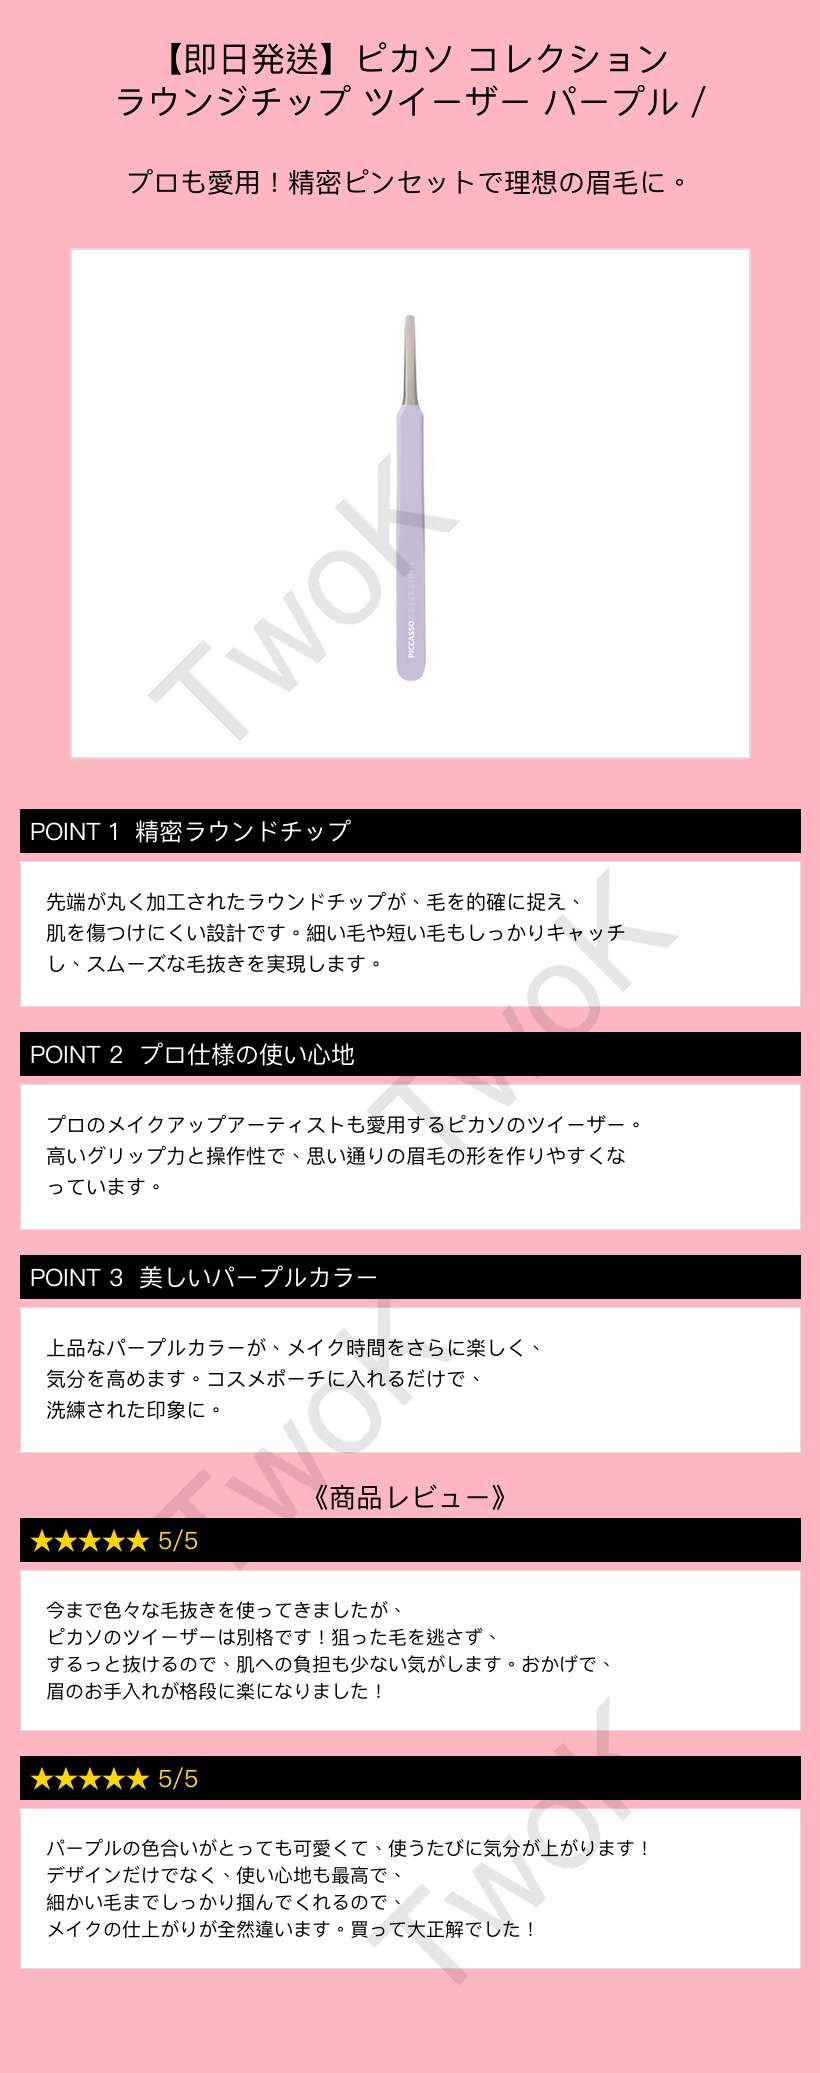 【即日発送】ピカソ コレクション
ラウンジチップ ツイーザー パープル /
プロも愛用！精密ピンセットで理想の眉毛に。
PICCASSO COLLEZIONI
TwoK
POINT 1 精密ラウンドチップ
先端が丸く加工されたラウンドチップが、毛を的確に捉え、
肌を傷つけにくい設計です。細い毛や短い毛もしっかりキャッチ
し、スムーズな毛抜きを実現します。
TwoK
POINT 2 プロ仕様の使い心地
プロのメイクアップアーティストも愛用するピカソのツイーザー。
高いグリップ力と操作性で、思い通りの眉毛の形を作りやすくな
っています。
POINT 3 美しいパープルカラー
上品なパープルカラーが、メイク時間をさらに楽しく、
気分を高めます。コスメポーチに入れるだけで、
洗練された印象に。
TwoK
《商品レビュー》
★★★★★ 5/5
今まで色々な毛抜きを使ってきましたが、
ピカソのツイーザーは別格です！狙った毛を逃さず、
するっと抜けるので、肌への負担も少ない気がします。おかげで、
眉のお手入れが格段に楽になりました！
★★★★★ 5/5
パープルの色合いがとっても可愛くて、使うたびに気分が上がります！
デザインだけでなく、使い心地も最高で、
細かい毛までしっかり掴んでくれるので、
メイクの仕上がりが全然違います。買って大正解でした！
TwoK